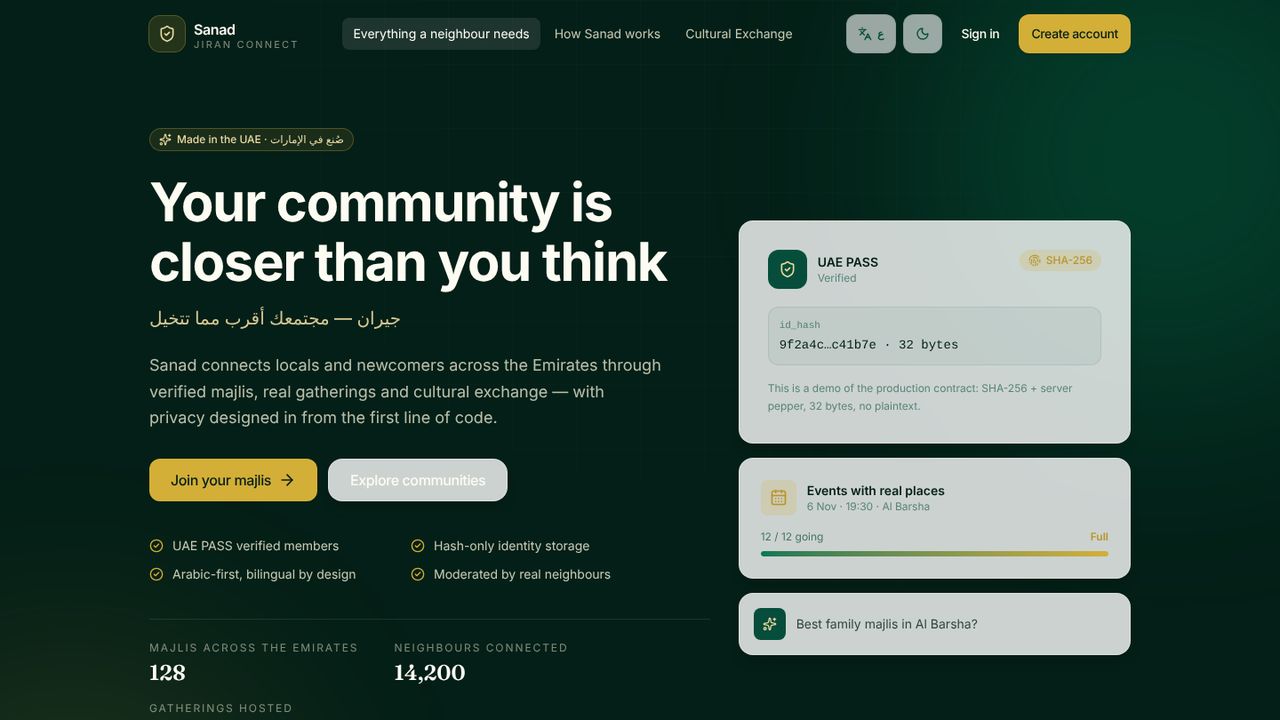 Sanad
JIRAN CONNECT
Everything a neighbour needs
How Sanad works
Cultural Exchange
ع
Sign in
Create account
Made in the UAE · صُنع في الإمارات
Your community is
closer than you think
جيران — مجتمعك أقرب مما تتخيل
Sanad connects locals and newcomers across the Emirates through
verified majlis, real gatherings and cultural exchange — with
privacy designed in from the first line of code.
Join your majlis
Explore communities
UAE PASS verified members
Hash-only identity storage
Arabic-first, bilingual by design
Moderated by real neighbours
MAJLIS ACROSS THE EMIRATES
128
NEIGHBOURS CONNECTED
14,200
GATHERINGS HOSTED
UAE PASS
Verified
SHA-256
id_hash
9f2a4c…c41b7e · 32 bytes
This is a demo of the production contract: SHA-256 + server
pepper, 32 bytes, no plaintext.
Events with real places
6 Nov · 19:30 · Al Barsha
12 / 12 going
Full
Best family majlis in Al Barsha?